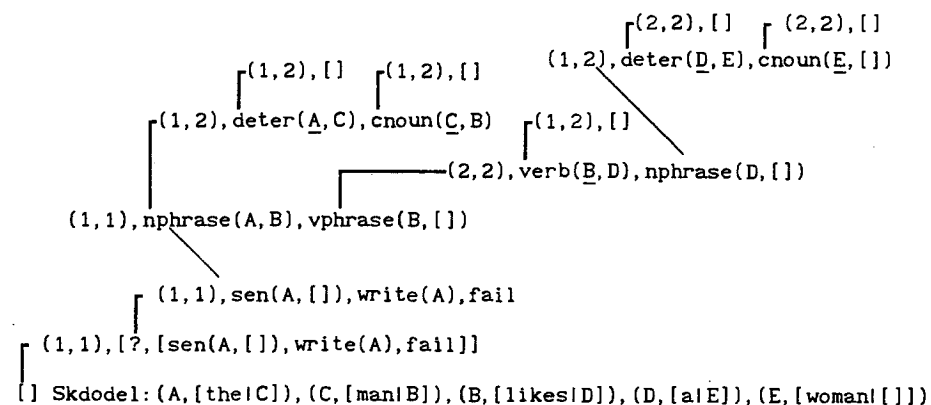 (2,2),[] (2,2),[]
(1,2),[] (1,2),[] (1,2),deter(D,E),cnoun(E,[])
(1,2),deter(A,C),cnoun(C,B) (1,2),[]
(2,2),verb(B,D),nphrase(D,[])
(1,1),nphrase(A,B),vphrase(B,[])
(1,1),sen(A,[]),write(A),fail
(1,1),[?,[sen(A,[]),write(A),fail]]
[] Skdodel:(A,[the|C]),(C,[man|B]),(B,[likes|D]),(D,[a|E]),(E,[woman|[]])